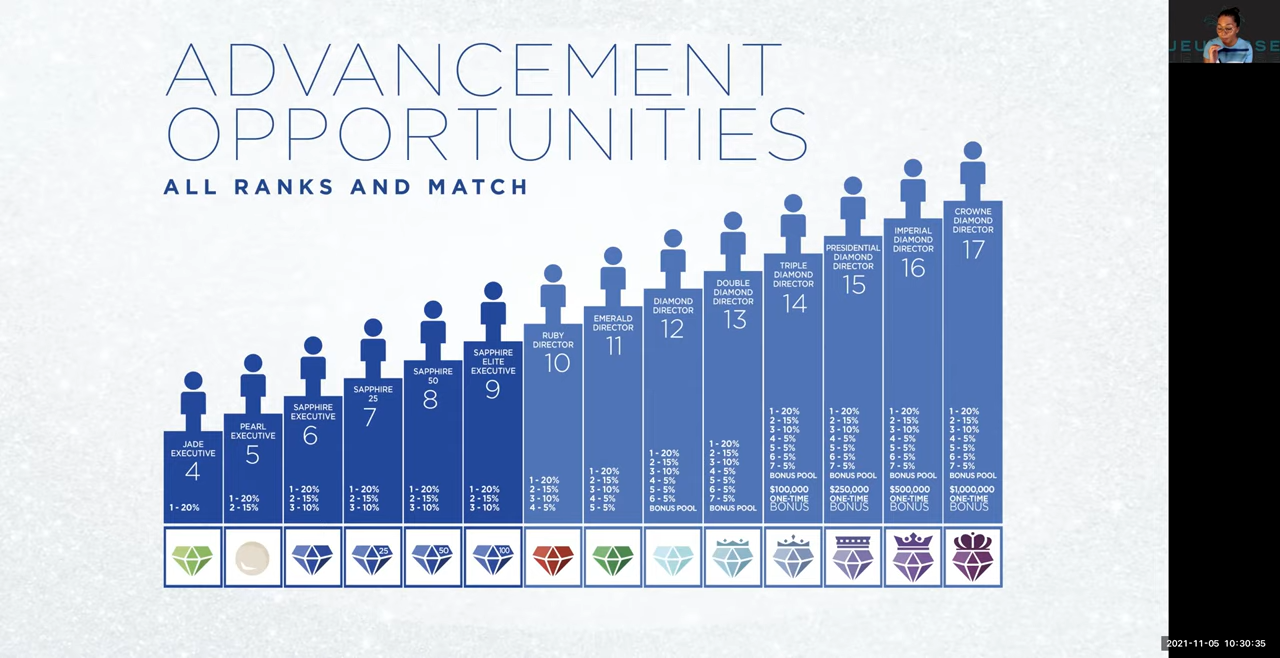 ADVANCEMENT
OPPORTUNITIES
ALL RANKS AND MATCH
JADE
EXECUTIVE
4
1 - 20%
PEARL
EXECUTIVE
5
1 - 20%
2 - 15%
SAPPHIRE
EXECUTIVE
6
1 - 20%
2 - 15%
3 - 10%
SAPPHIRE
25
7
1 - 20%
2 - 15%
3 - 10%
SAPPHIRE
50
8
1 - 20%
2 - 15%
3 - 10%
SAPPHIRE
ELITE
EXECUTIVE
9
1 - 20%
2 - 15%
3 - 10%
RUBY
DIRECTOR
10
1 - 20%
2 - 15%
3 - 10%
4 - 5%
EMERALD
DIRECTOR
11
1 - 20%
2 - 15%
3 - 10%
4 - 5%
5 - 5%
DIAMOND
DIRECTOR
12
1 - 20%
2 - 15%
3 - 10%
4 - 5%
5 - 5%
6 - 5%
BONUS POOL
DOUBLE
DIAMOND
DIRECTOR
13
1 - 20%
2 - 15%
3 - 10%
4 - 5%
5 - 5%
6 - 5%
7 - 5%
BONUS POOL
TRIPLE
DIAMOND
DIRECTOR
14
1 - 20%
2 - 15%
3 - 10%
4 - 5%
5 - 5%
6 - 5%
7 - 5%
BONUS POOL
$100,000
ONE-TIME
BONUS
PRESIDENTIAL
DIAMOND
DIRECTOR
15
1 - 20%
2 - 15%
3 - 10%
4 - 5%
5 - 5%
6 - 5%
7 - 5%
BONUS POOL
$250,000
ONE-TIME
BONUS
IMPERIAL
DIAMOND
DIRECTOR
16
1 - 20%
2 - 15%
3 - 10%
4 - 5%
5 - 5%
6 - 5%
7 - 5%
BONUS POOL
$500,000
ONE-TIME
BONUS
CROWNE
DIAMOND
DIRECTOR
17
1 - 20%
2 - 15%
3 - 10%
4 - 5%
5 - 5%
6 - 5%
7 - 5%
BONUS POOL
$1,000,000
ONE-TIME
BONUS
25
50
100
2021-11-05 10:30:35